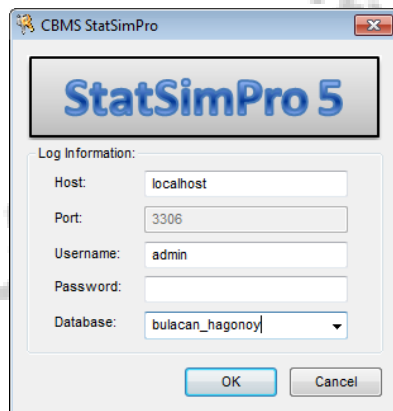 CBMS StatSimPro
StatSimPro 5
Log Information:
Host: localhost
Port: 3306
Username: admin
Password:
Database: bulacan_hagonoy
OK Cancel